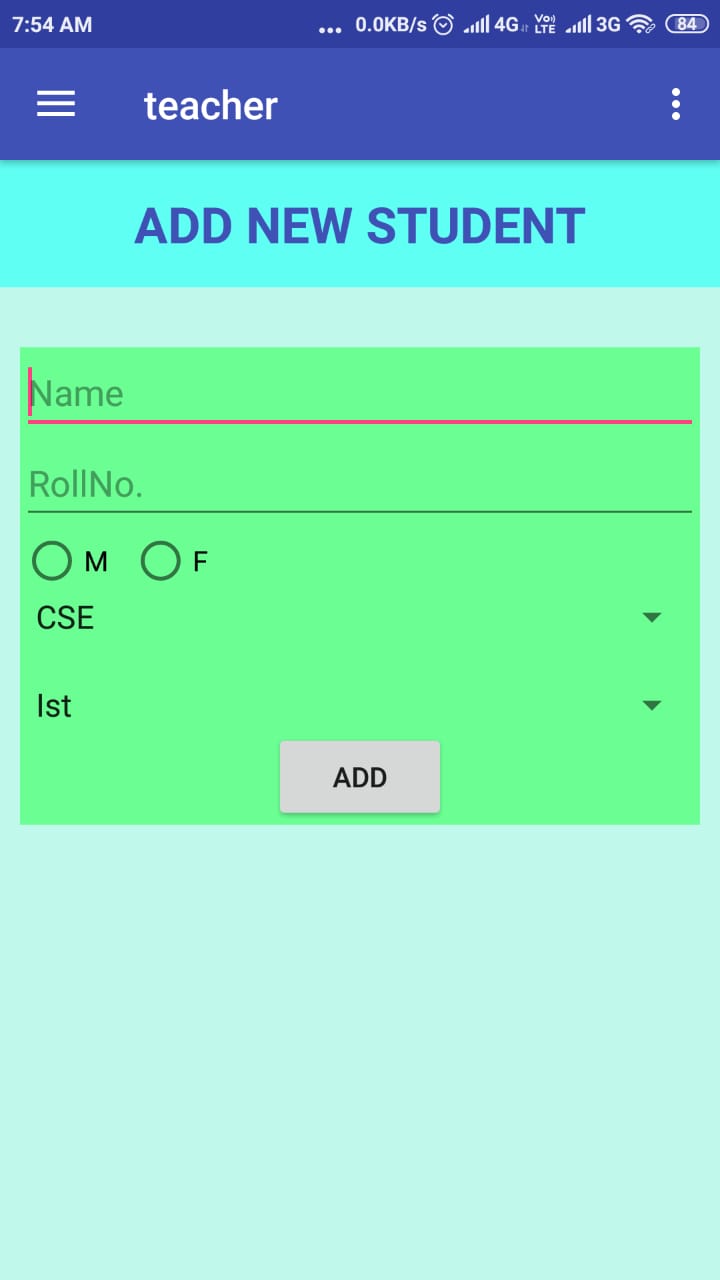 7:54 AM ... 0.0KB/s 4G Vo)) LTE 3G 84
teacher
ADD NEW STUDENT
Name
RollNo.
M F
CSE
Ist
ADD